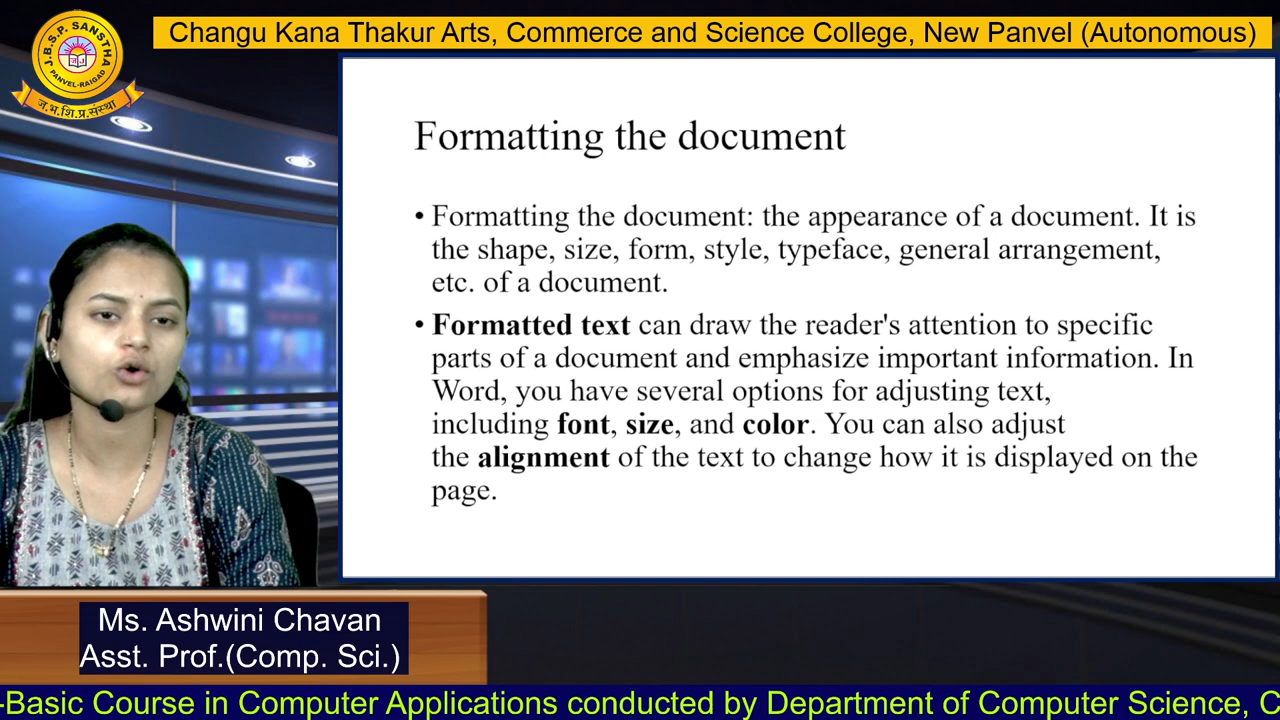 Changu Kana Thakur Arts, Commerce and Science College, New Panvel (Autonomous)
J.B.S.P. SANSTHA
PANVEL-RAIGAD
ज.भ.शि.प्र.संस्था
Formatting the document
• Formatting the document: the appearance of a document. It is
the shape, size, form, style, typeface, general arrangement,
etc. of a document.
• Formatted text can draw the reader's attention to specific
parts of a document and emphasize important information. In
Word, you have several options for adjusting text,
including font, size, and color. You can also adjust
the alignment of the text to change how it is displayed on the
page.
Ms. Ashwini Chavan
Asst. Prof.(Comp. Sci.)
-Basic Course in Computer Applications conducted by Department of Computer Science, C